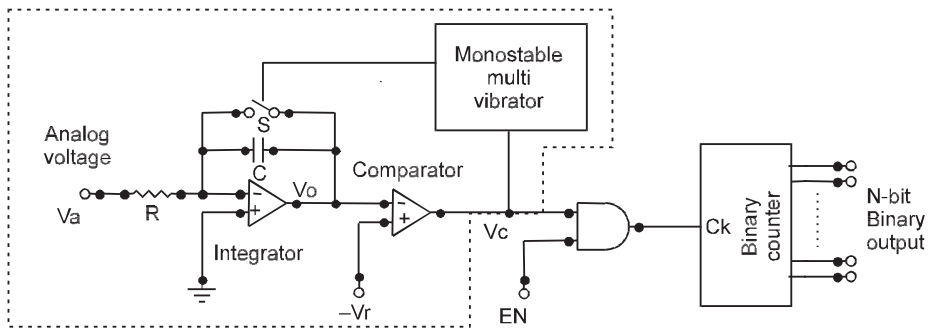 Monostable
multi
vibrator
S
Analog
voltage
C
Comparator
Va
R
-
+
Vo
-
+
Integrator
Vc
–Vr
EN
Ck
Binary
counter
N-bit
Binary
output